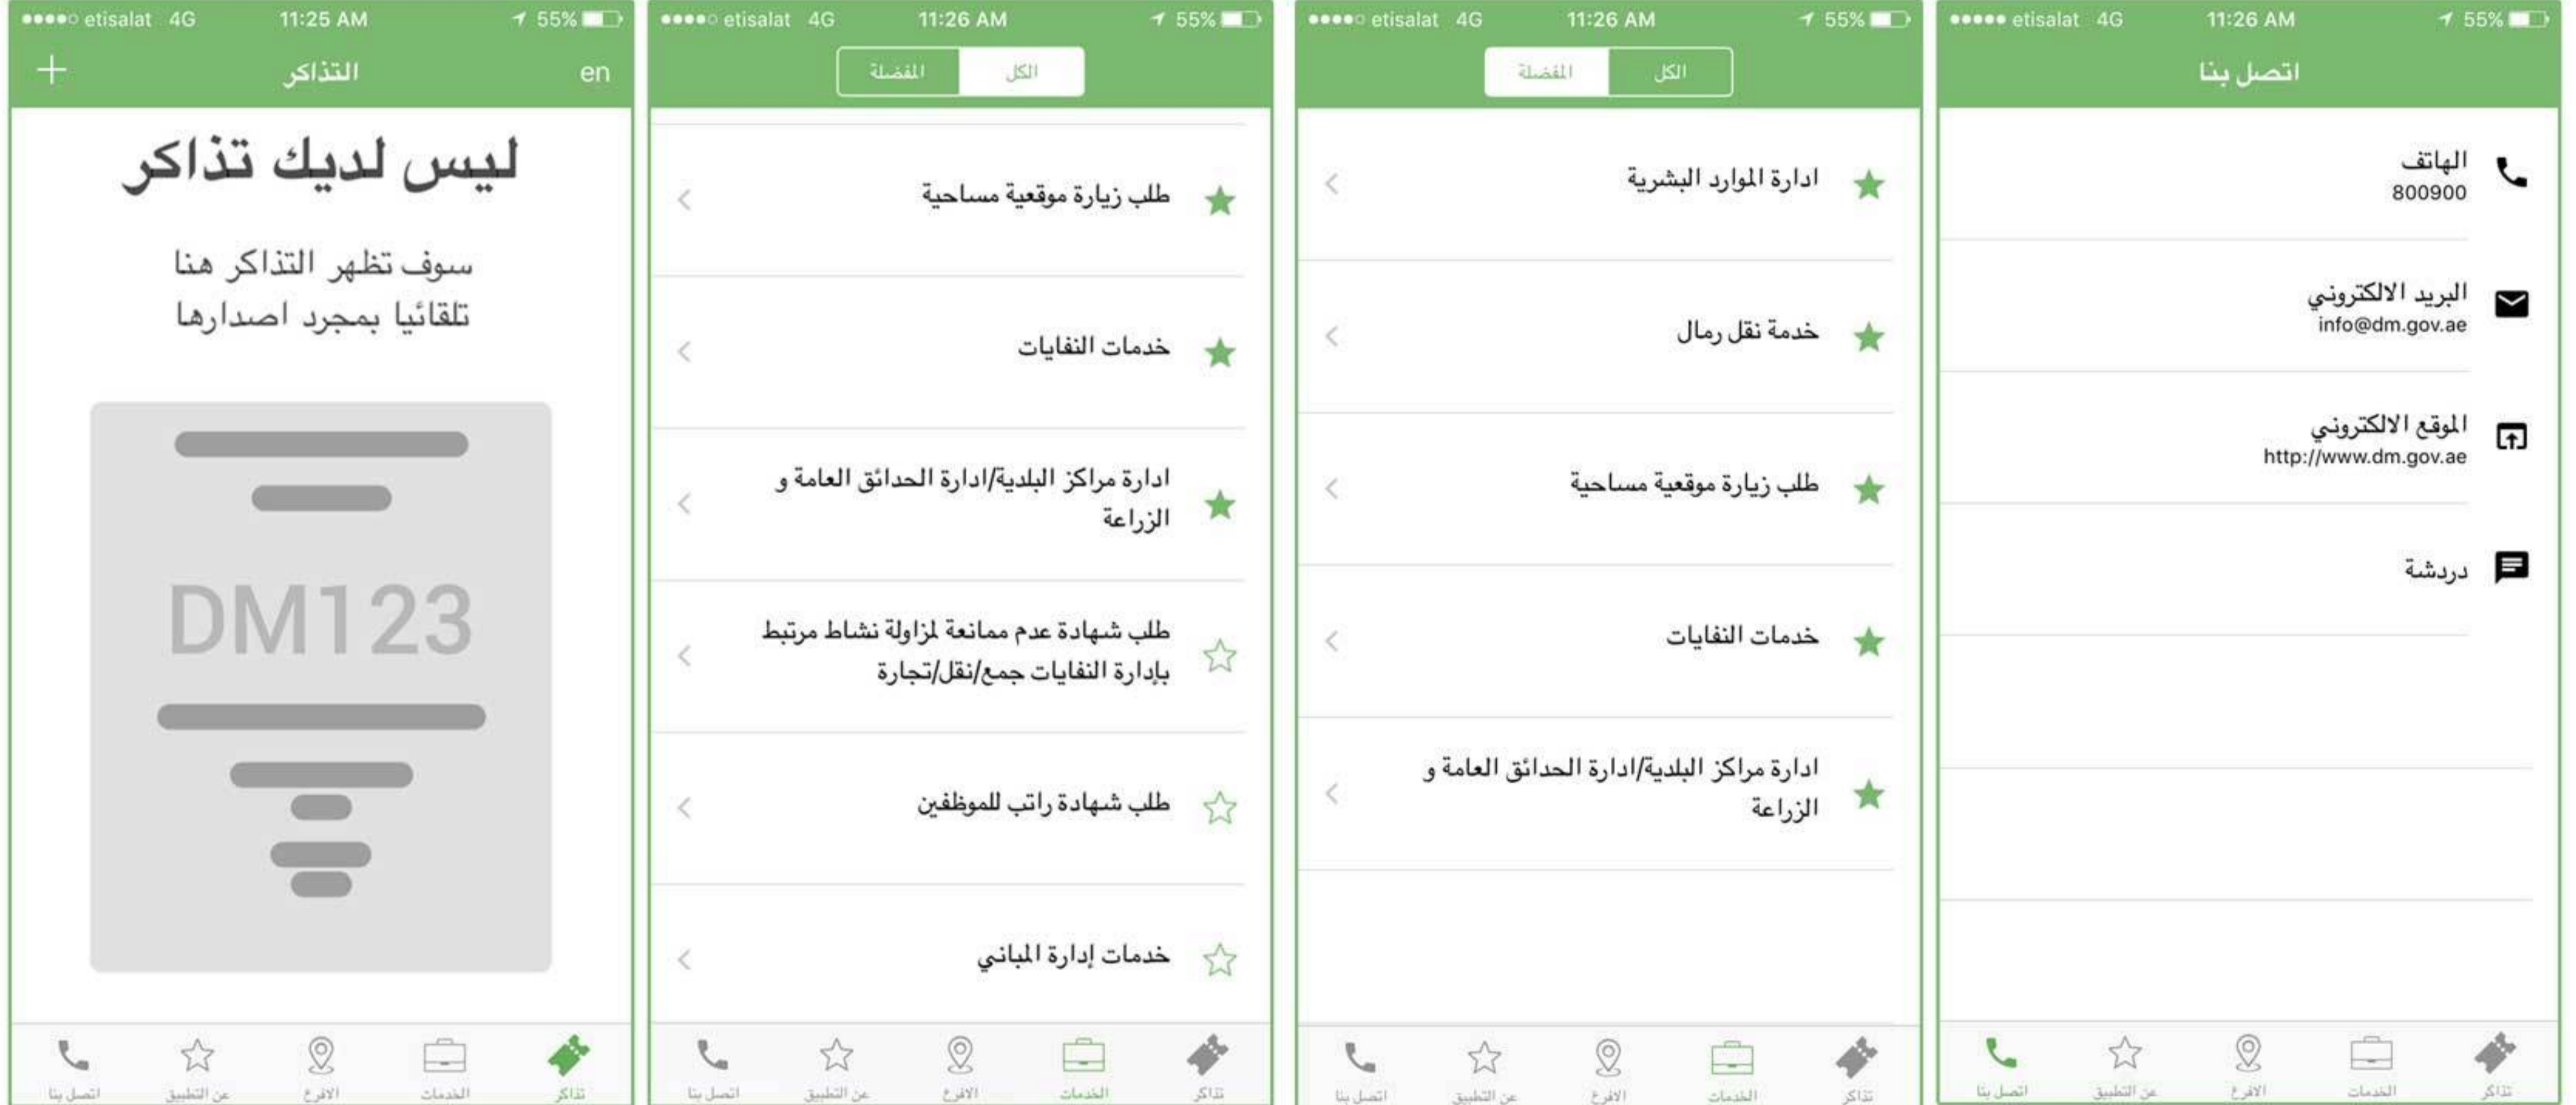 etisalat 4G 11:25 AM 55%
en التذاكر
ليس لديك تذاكر
سوف تظهر التذاكر هنا
تلقائيا بمجرد اصدارها
DM123
تذاكر
الخدمات
الافرع
عن التطبيق
اتصل بنا
etisalat 4G 11:26 AM 55%
الكل
المفضلة
طلب زيارة موقعية مساحية
خدمات النفايات
ادارة مراكز البلدية/ادارة الحدائق العامة و
الزراعة
طلب شهادة عدم ممانعة لمزاولة نشاط مرتبط
بإدارة النفايات جمع/نقل/تجارة
طلب شهادة راتب للموظفين
خدمات إدارة المباني
تذاكر
الخدمات
الافرع
عن التطبيق
اتصل بنا
etisalat 4G 11:26 AM 55%
الكل
المفضلة
ادارة الموارد البشرية
خدمة نقل رمال
طلب زيارة موقعية مساحية
خدمات النفايات
ادارة مراكز البلدية/ادارة الحدائق العامة و
الزراعة
تذاكر
الخدمات
الافرع
عن التطبيق
اتصل بنا
etisalat 4G 11:26 AM 55%
اتصل بنا
الهاتف
800900
البريد الالكتروني
info@dm.gov.ae
الموقع الالكتروني
http://www.dm.gov.ae
دردشة
تذاكر
الخدمات
الافرع
عن التطبيق
اتصل بنا